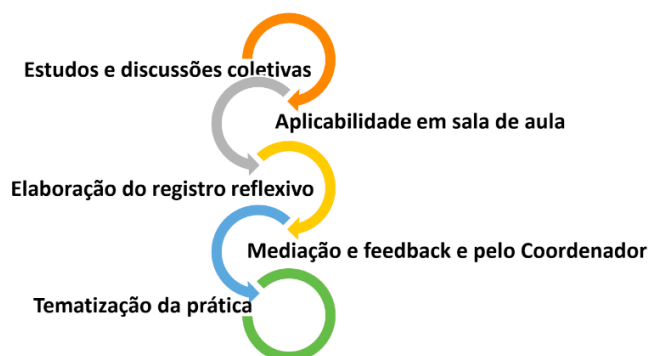 Estudos e discussões coletivas
Aplicabilidade em sala de aula
Elaboração do registro reflexivo
Mediação e feedback e pelo Coordenador
Tematização da prática